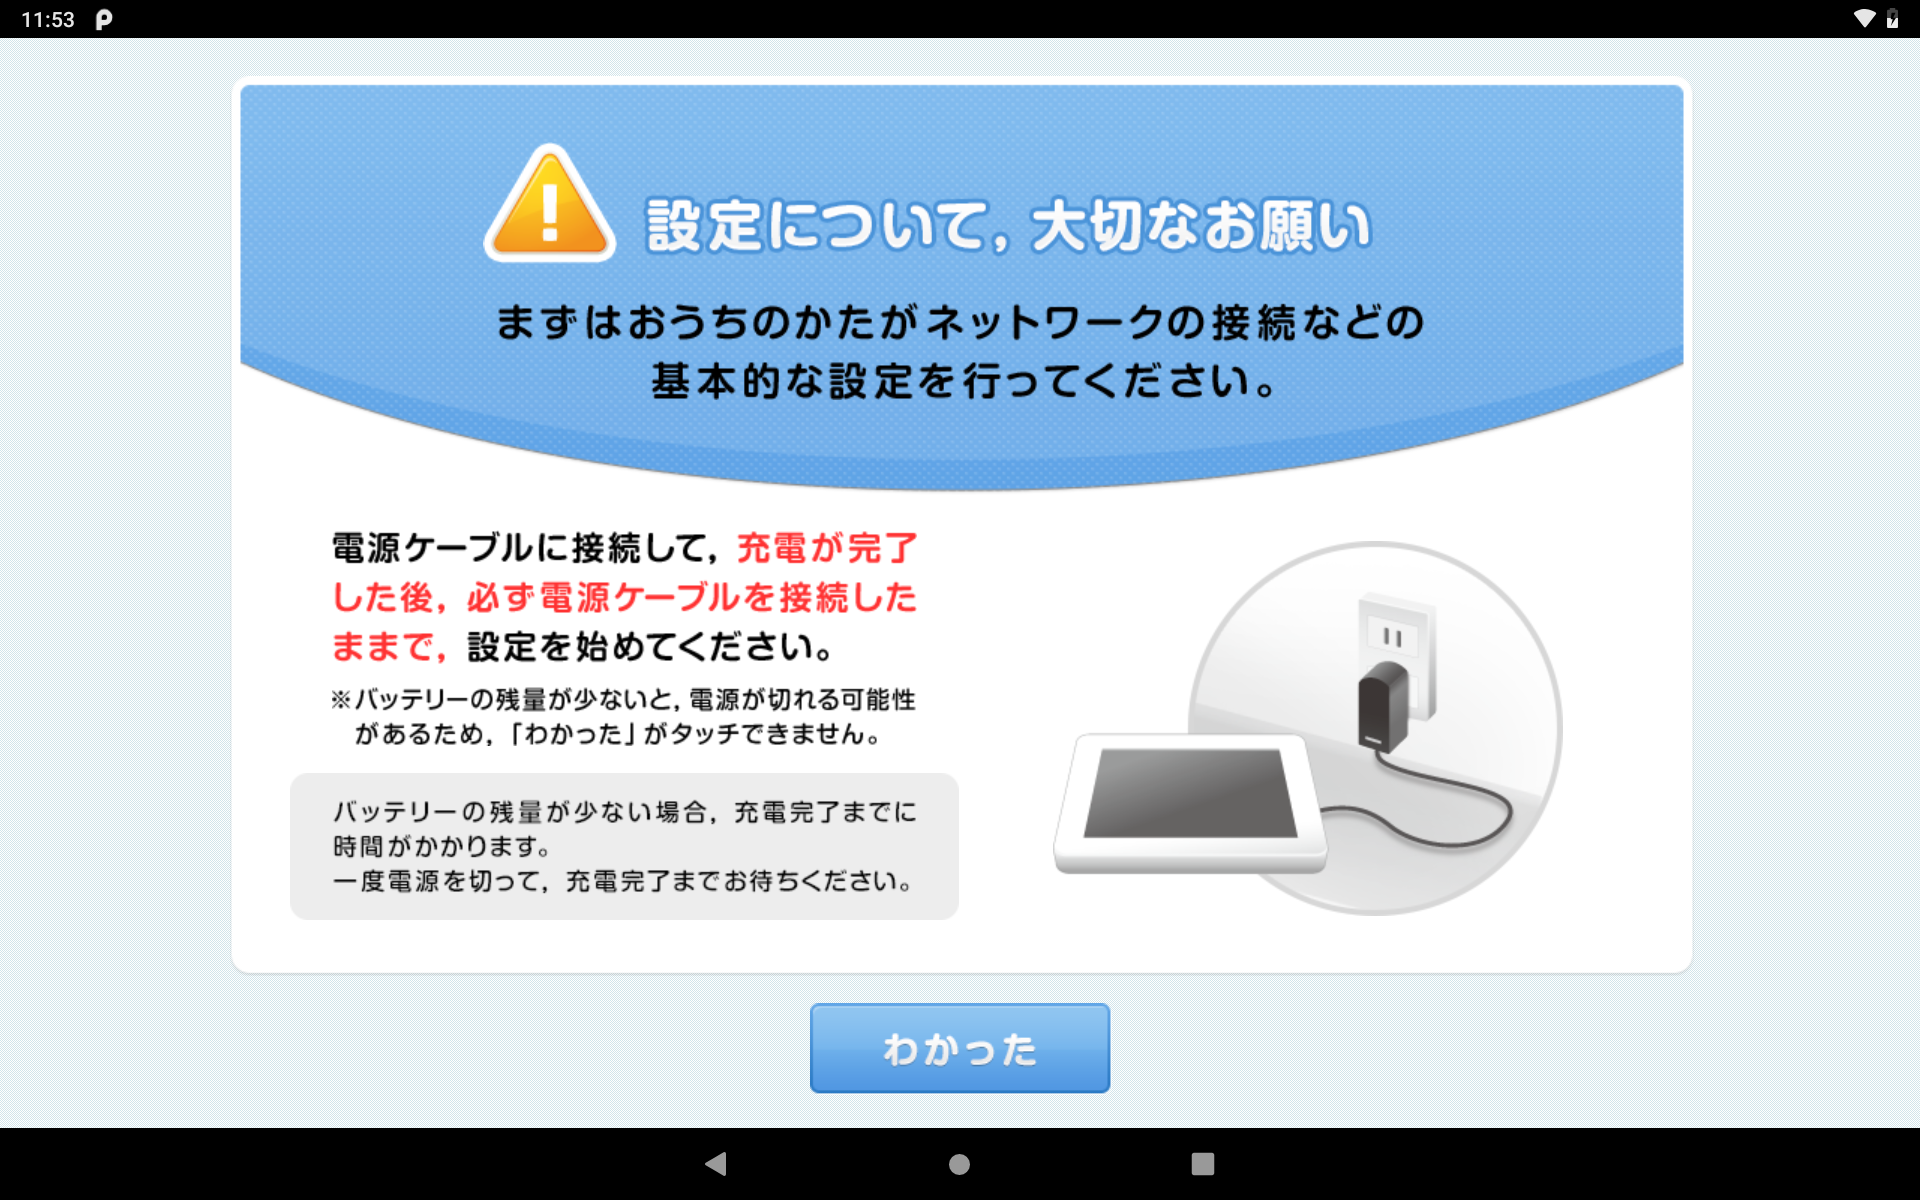 11:53
設定について, 大切なお願い
まずはおうちのかたがネットワークの接続などの
基本的な設定を行ってください。
電源ケーブルに接続して, 充電が完了
した後, 必ず電源ケーブルを接続した
ままで, 設定を始めてください。
※バッテリーの残量が少ないと, 電源が切れる可能性
があるため, 「わかった」がタッチできません。
バッテリーの残量が少ない場合, 充電完了までに
時間がかかります。
一度電源を切って, 充電完了までお待ちください。
わかった